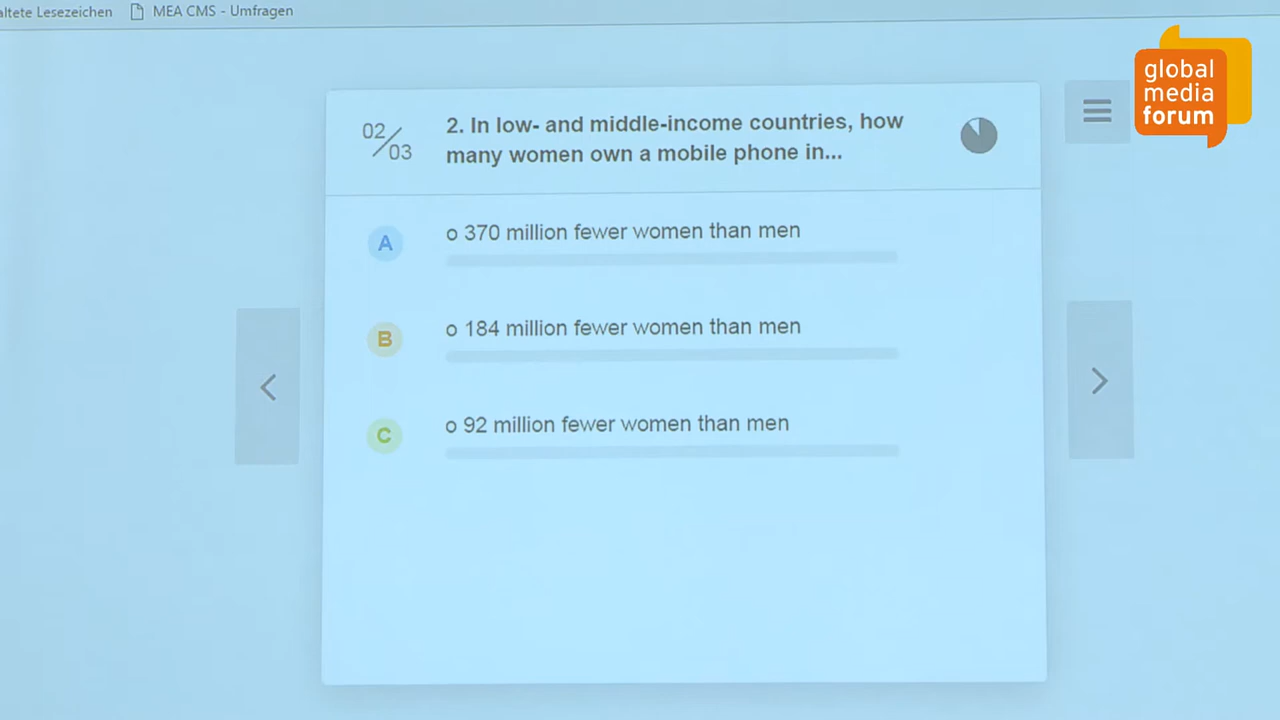 altete Lesezeichen MEA CMS - Umfragen
global
media
forum
02/03
2. In low- and middle-income countries, how
many women own a mobile phone in...
A
o 370 million fewer women than men
B
o 184 million fewer women than men
C
o 92 million fewer women than men